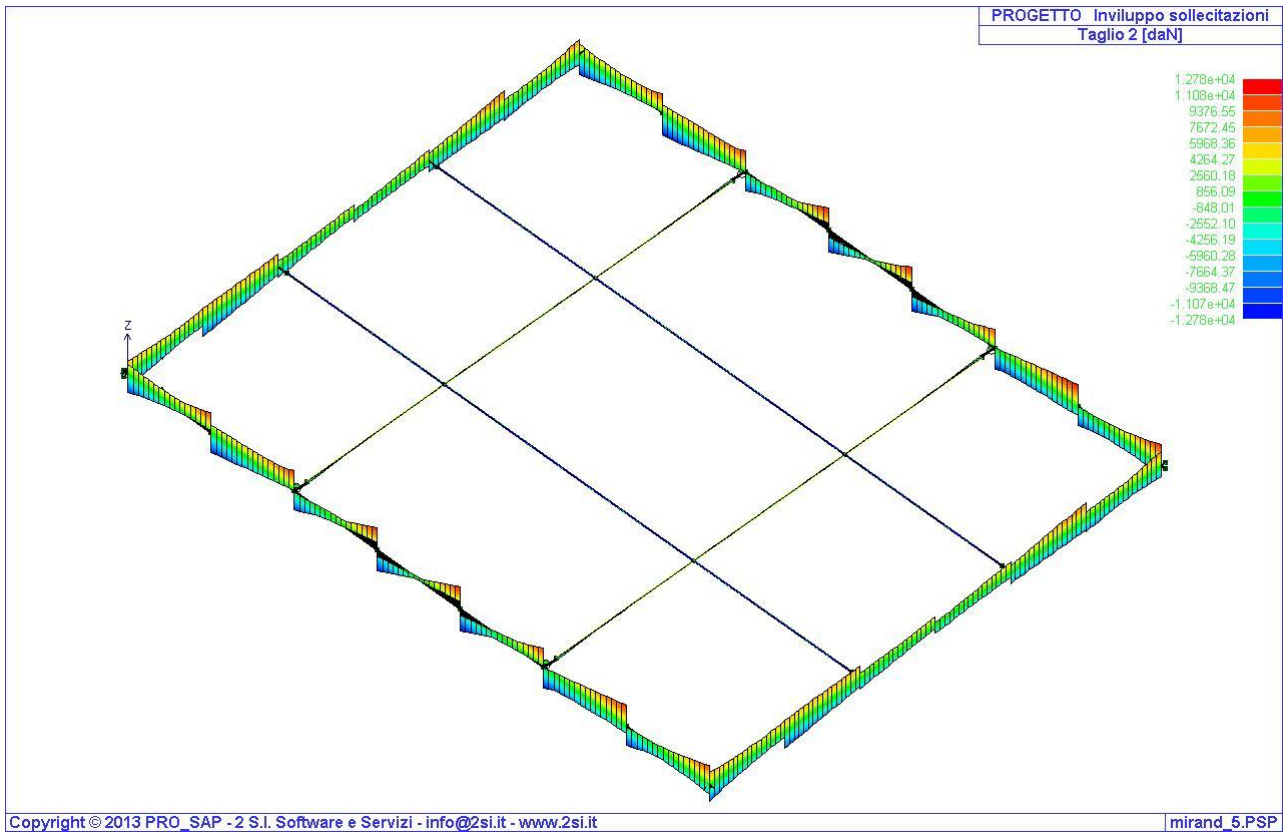 PROGETTO Inviluppo sollecitazioni
Taglio 2 [daN]
1.278e+04
1.108e+04
9376.55
7672.45
5968.36
4264.27
2560.18
856.09
-848.01
-2552.10
-4256.19
-5960.28
-7664.37
-9368.47
-1.107e+04
-1.278e+04
Z
Copyright © 2013 PRO_SAP - 2 S.I. Software e Servizi - info@2si.it - www.2si.it
mirand_5.PSP